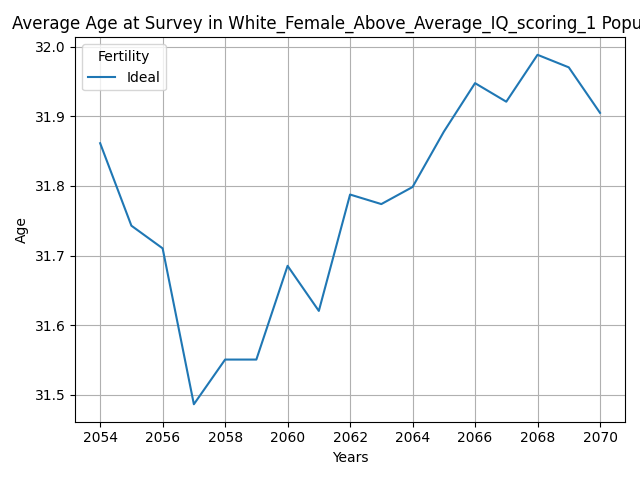 Average Age at Survey in White_Female_Above_Average_IQ_scoring_1 Popu
32.0
31.9
31.8
31.7
31.6
31.5
Age
Fertility
Ideal
2054 2056 2058 2060 2062 2064 2066 2068 2070
Years